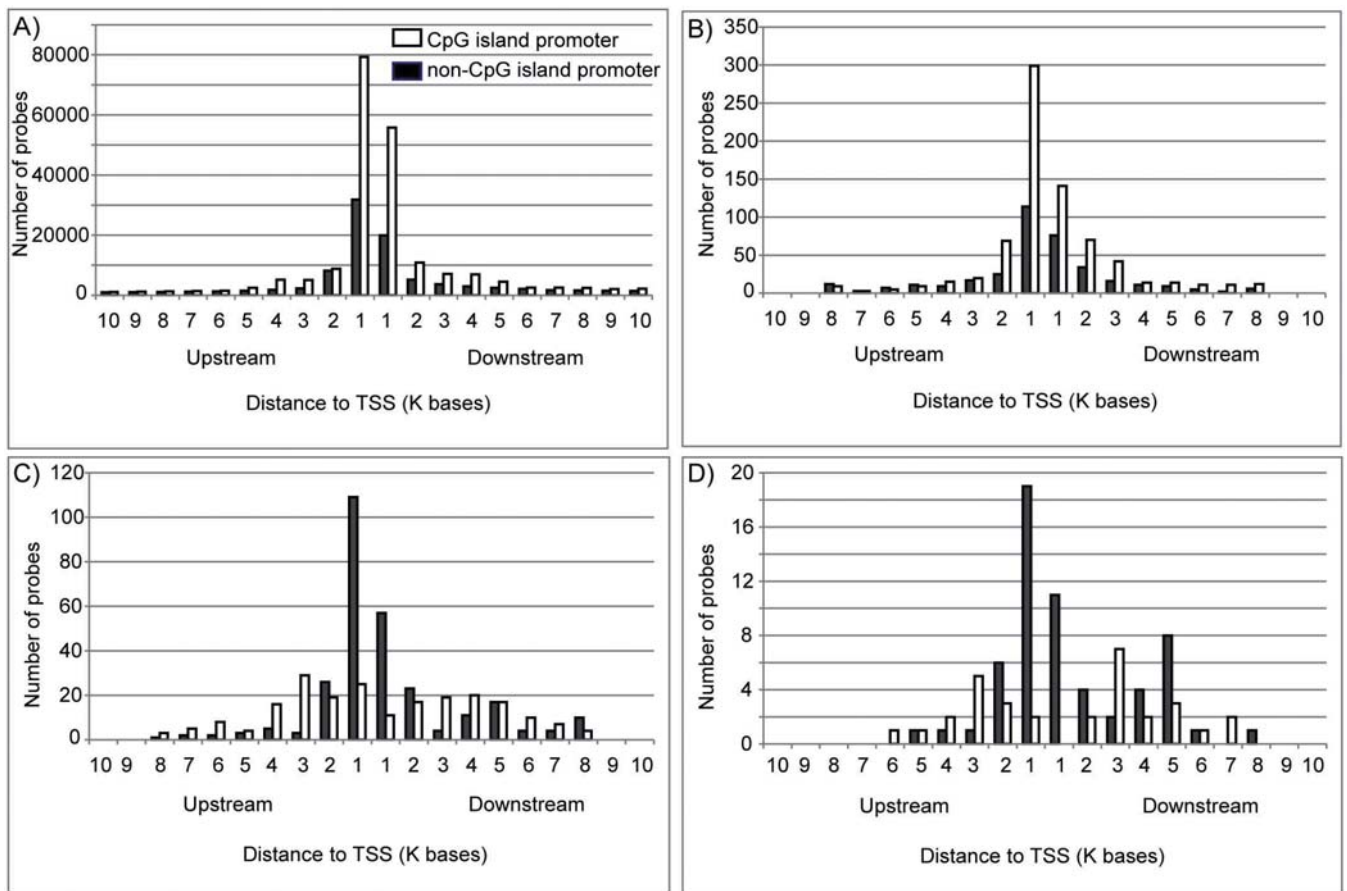 A)
CpG island promoter
non-CpG island promoter
Number of probes
80000
60000
40000
20000
0
10 9 8 7 6 5 4 3 2 1 1 2 3 4 5 6 7 8 9 10
Upstream Downstream
Distance to TSS (K bases)
B)
Number of probes
350
300
250
200
150
100
50
0
10 9 8 7 6 5 4 3 2 1 1 2 3 4 5 6 7 8 9 10
Upstream Downstream
Distance to TSS (K bases)
C)
Number of probes
120
100
80
60
40
20
0
10 9 8 7 6 5 4 3 2 1 1 2 3 4 5 6 7 8 9 10
Upstream Downstream
Distance to TSS (K bases)
D)
Number of probes
20
16
12
8
4
0
10 9 8 7 6 5 4 3 2 1 1 2 3 4 5 6 7 8 9 10
Upstream Downstream
Distance to TSS (K bases)